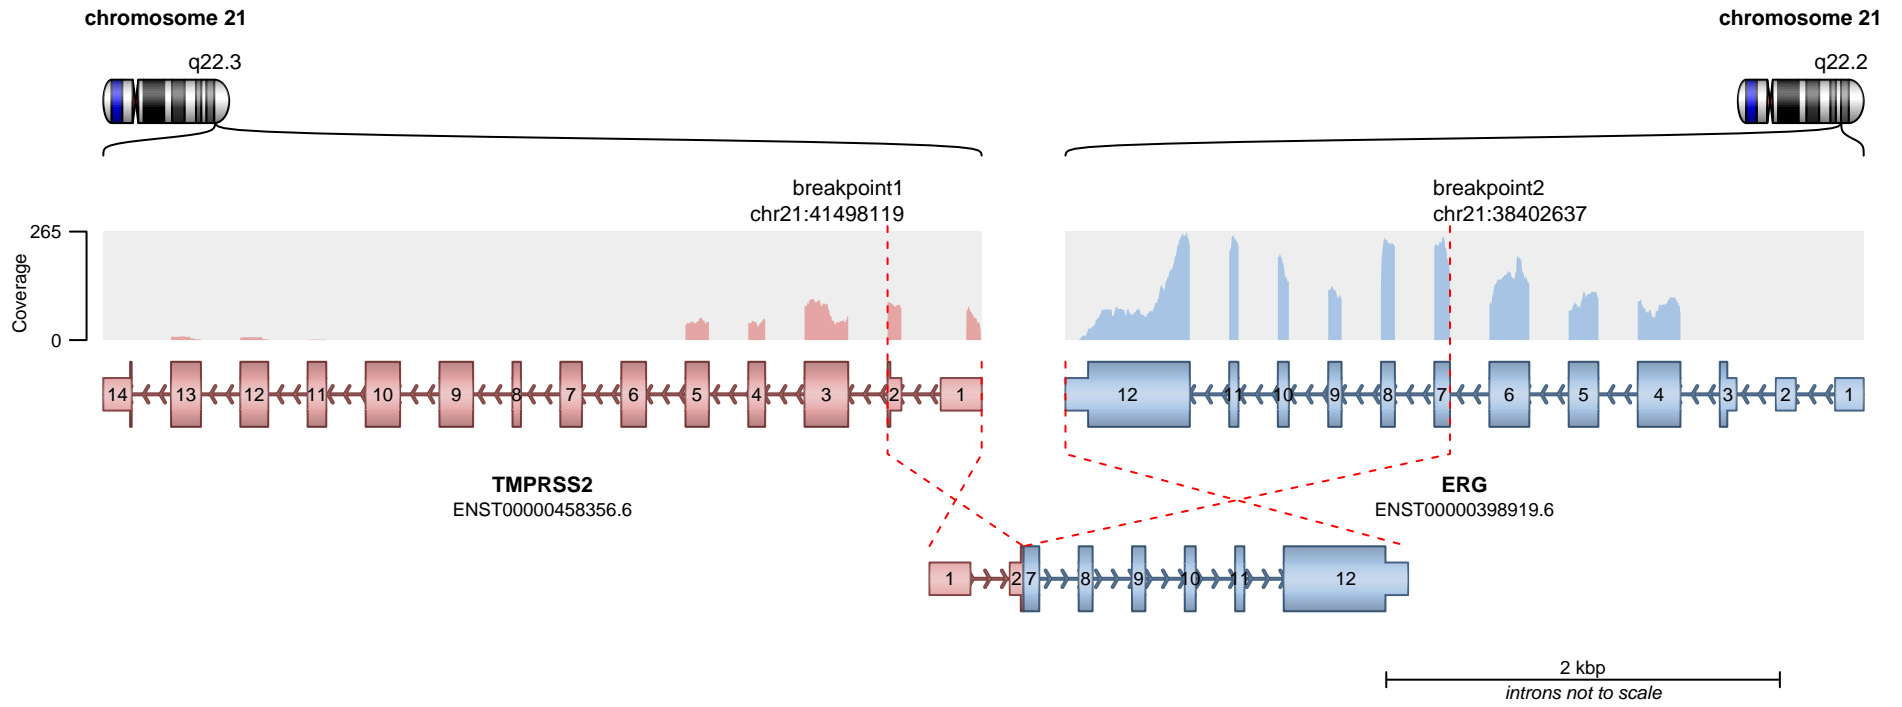 chromosome 21
chromosome 21
q22.3
q22.2
breakpoint1
chr21:41498119
breakpoint2
chr21:38402637
265
Coverage
0
14 13 12 11 10 9 8 7 6 5 4 3 2 1
12 11 10 9 8 7 6 5 4 3 2 1
TMPRSS2
ENST00000458356.6
ERG
ENST00000398919.6
1 2 7 8 9 10 11 12
2 kbp
introns not to scale